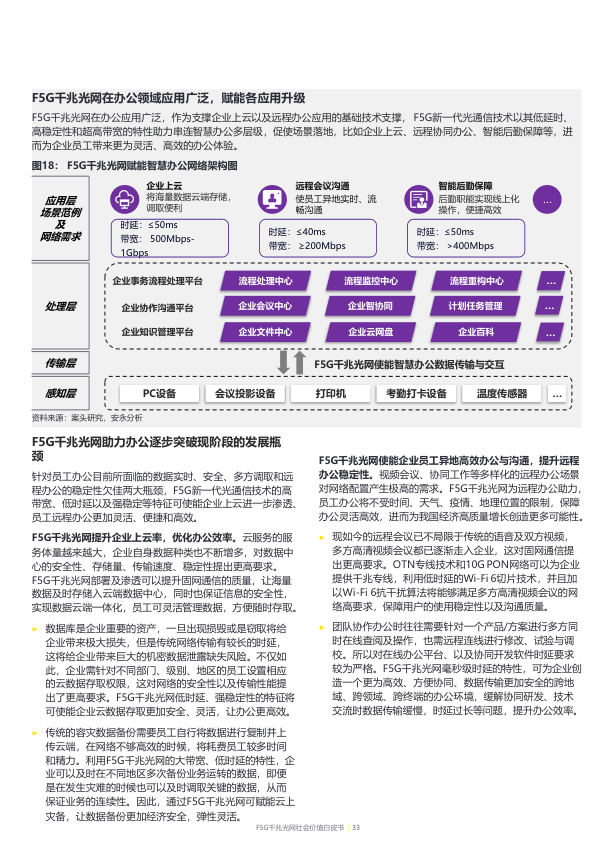 F5G千兆光网在办公领域应用广泛，赋能各应用升级
F5G千兆光网在办公应用广泛，作为支撑企业上云以及远程办公应用的基础技术支撑， F5G新一代光通信技术以其低延时、
高稳定性和超高带宽的特性助力串连智慧办公多层级，促使场景落地，比如企业上云、远程协同办公、智能后勤保障等，进
而为企业员工带来更为灵活、高效的办公体验。
图18： F5G千兆光网赋能智慧办公网络架构图
应用层
场景范例
及
网络需求
企业上云
将海量数据云端存储，
调取便利
时延：≤50ms
带宽： 500Mbps-
1Gbps
远程会议沟通
使员工异地实时、流
畅沟通
时延：≤40ms
带宽： ≥200Mbps
智能后勤保障
后勤职能实现线上化
操作，便捷高效
时延：≤50ms
带宽： >400Mbps
...
处理层
企业事务流程处理平台 流程处理中心 流程监控中心 流程重构中心 ...
企业协作沟通平台 企业会议中心 企业智协同 计划任务管理 ...
企业知识管理平台 企业文件中心 企业云网盘 企业百科 ...
传输层
F5G千兆光网使能智慧办公数据传输与交互
感知层
PC设备 会议投影设备 打印机 考勤打卡设备 温度传感器 ...
资料来源：案头研究，安永分析
F5G千兆光网助力办公逐步突破现阶段的发展瓶
颈
针对员工办公目前所面临的数据实时、安全、多方调取和远
程办公的稳定性欠佳两大瓶颈，F5G新一代光通信技术的高
带宽、低时延以及强稳定等特征可使能企业上云进一步渗透、
员工远程办公更加灵活、便捷和高效。
F5G千兆光网提升企业上云率，优化办公效率。云服务的服
务体量越来越大，企业自身数据种类也不断增多，对数据中
心的安全性、存储量、传输速度、稳定性提出更高要求。
F5G千兆光网部署及渗透可以提升固网通信的质量，让海量
数据及时存储入云端数据中心，同时也保证信息的安全性，
实现数据云端一体化，员工可灵活管理数据，方便随时存取。
► 数据库是企业重要的资产，一旦出现损毁或是窃取将给
企业带来极大损失，但是传统网络传输有较长的时延，
这将给企业带来巨大的机密数据泄露缺失风险。不仅如
此，企业需针对不同部门、级别、地区的员工设置相应
的云数据存取权限，这对网络的安全性以及传输性能提
出了更高要求。F5G千兆光网低时延、强稳定性的特征将
可使能企业云数据存取更加安全、灵活，让办公更高效。
► 传统的容灾数据备份需要员工自行将数据进行复制并上
传云端，在网络不够高效的时候，将耗费员工较多时间
和精力。利用F5G千兆光网的大带宽、低时延的特性，企
业可以及时在不同地区多次备份业务运转的数据，即便
是在发生灾难的时候也可以及时调取关键的数据，从而
保证业务的连续性。因此，通过F5G千兆光网可赋能云上
灾备，让数据备份更加经济安全，弹性灵活。
F5G千兆光网使能企业员工异地高效办公与沟通，提升远程
办公稳定性。视频会议、协同工作等多样化的远程办公场景
对网络配置产生极高的需求。F5G千兆光网为远程办公助力，
员工办公将不受时间、天气、疫情、地理位置的限制，保障
办公灵活高效，进而为我国经济高质量增长创造更多可能性。
► 现如今的远程会议已不局限于传统的语音及双方视频，
多方高清视频会议都已逐渐走入企业，这对固网通信提
出更高要求。OTN专线技术和10G PON网络可以为企业
提供千兆专线，利用低时延的Wi-Fi 6切片技术，并且加
以Wi-Fi 6抗干扰算法将能够满足多方高清视频会议的网
络高要求，保障用户的使用稳定性以及沟通质量。
► 团队协作办公时往往需要针对一个产品/方案进行多方同
时在线查阅及操作，也需远程连线进行修改、试验与调
校。所以对在线办公平台、以及协同研发软件时延要求
较为严格。F5G千兆光网毫秒级时延的特性，可为企业创
造一个更为高效、方便协同、数据传输更加安全的跨地
域、跨领域、跨终端的办公环境，缓解协同研发、技术
交流时数据传输缓慢，时延过长等问题，提升办公效率。
F5G千兆光网社会价值白皮书 | 33